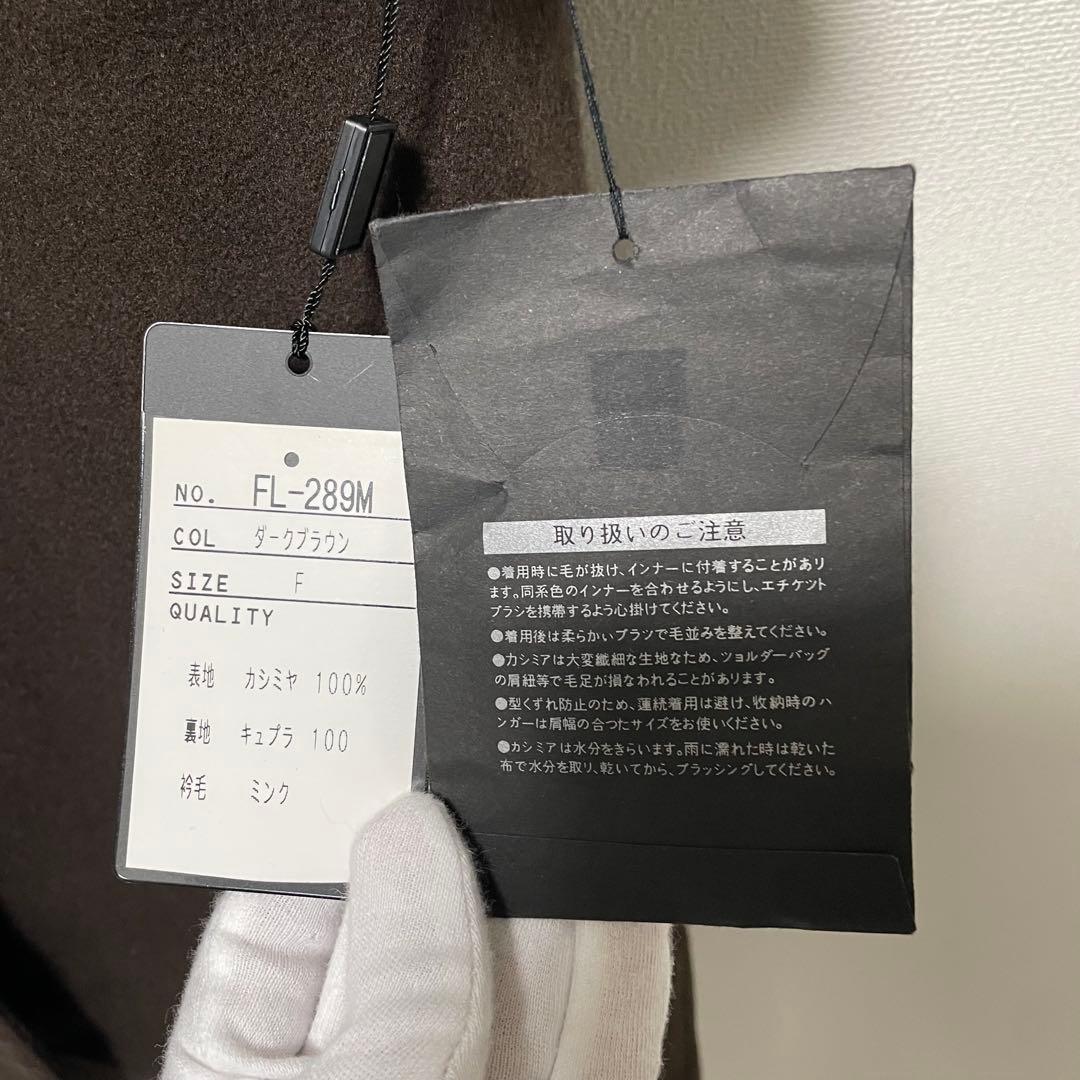 NO. FL-289M
COL ダークブラウン
SIZE F
QUALITY
表地 カシミヤ 100%
裏地 キュプラ 100
衿毛 ミンク
取り扱いのご注意
●着用時に毛が抜け、インナーに付着することがあり
ます。同系色のインナーを合わせるようにし、エチケット
ブラシを携帯するよう心掛けてください。
●着用後は柔らかいブラシで毛並みを整えてください。
●カシミアは大変繊細な生地なため、ショルダーバッグ
の肩紐等で毛足が損なわれることがあります。
●型くずれ防止のため、蓮続着用は避け、収納時のハ
ンガーは肩幅の合つたサイズをお使いください。
●カシミアは水分をきらいます。雨に濡れた時は乾いた
布で水分を取り、乾いてから、ブラッシングしてください。